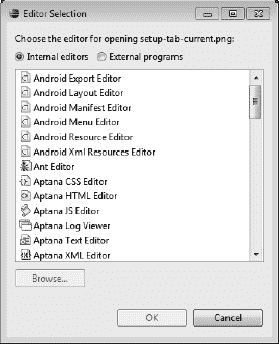 Editor Selection
Choose the editor for opening setup-tab-current.png:
Internal editors External programs
Android Export Editor
Android Layout Editor
Android Manifest Editor
Android Menu Editor
Android Resource Editor
Android Xml Resources Editor
Ant Editor
Aptana CSS Editor
Aptana HTML Editor
Aptana JS Editor
Aptana Log Viewer
Aptana Text Editor
Aptana XML Editor
Browse...
OK Cancel